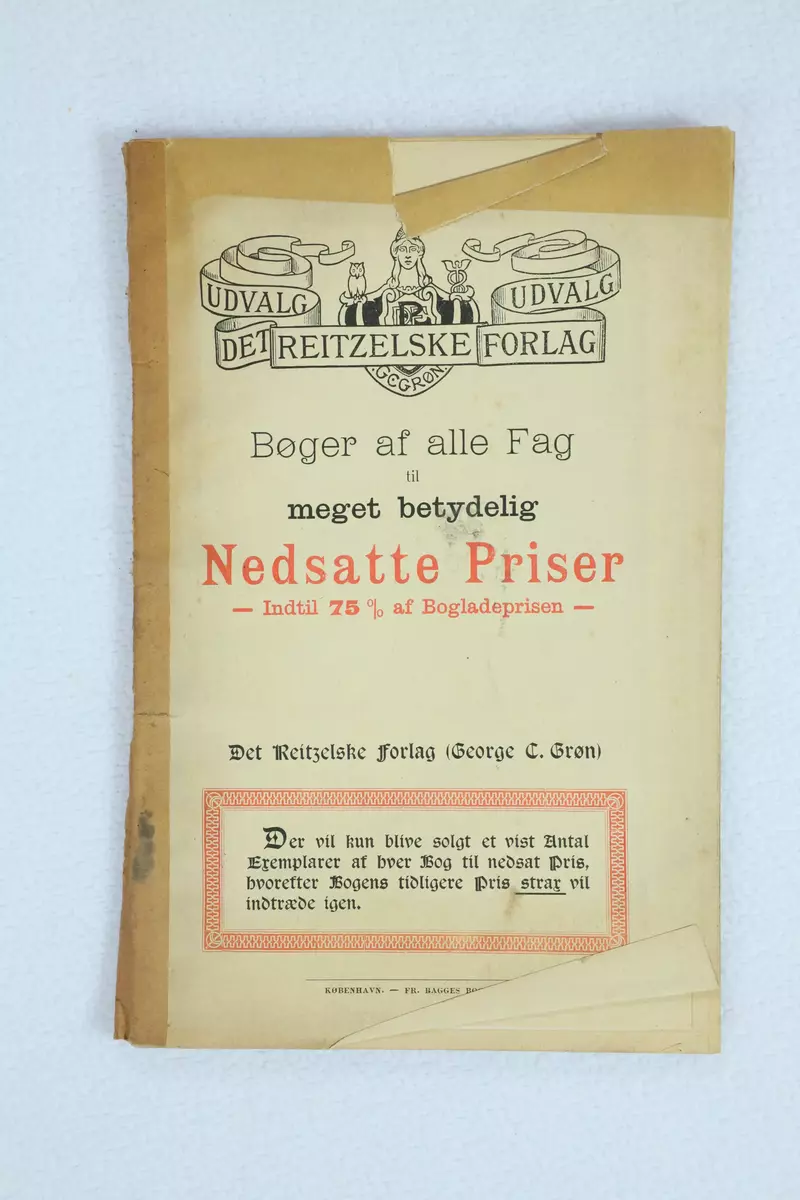 UDVALG UDVALG
DET REITZELSKE FORLAG
G.C.GRØN.
Bøger af alle Fag
til
meget betydelig
Nedsatte Priser
— Indtil 75 % af Bogladeprisen —
Det Reitzelske Forlag (George C. Grøn)
Der vil kun blive solgt et vist Antal
Exemplarer af hver Bog til nedsat Pris,
hvorefter Bogens tidligere Pris strax vil
indtræde igen.
KØBENHAVN. — FR. BAGGES